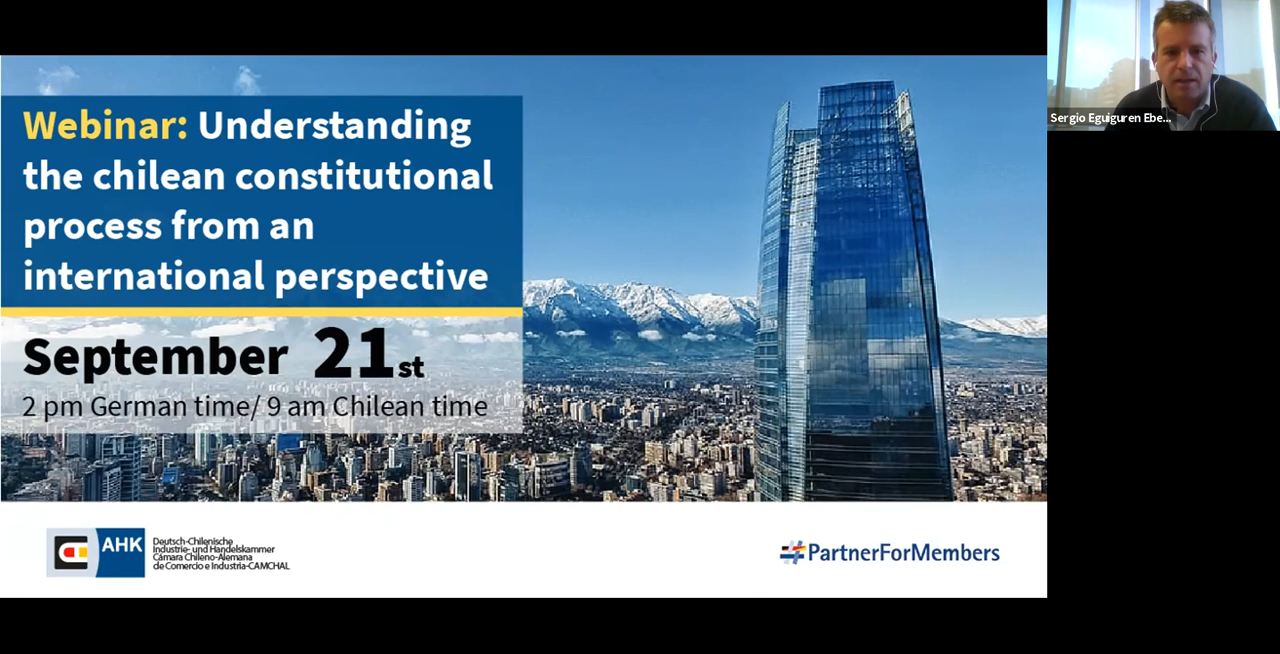 Webinar: Understanding
the chilean constitutional
process from an
international perspective
September 21st
2 pm German time/ 9 am Chilean time
AHK
Deutsch-Chilenische
Industrie- und Handelskammer
Cámara Chileno-Alemana
de Comercio e Industria-CAMCHAL
#PartnerForMembers
Sergio Eguiguren Ebe...